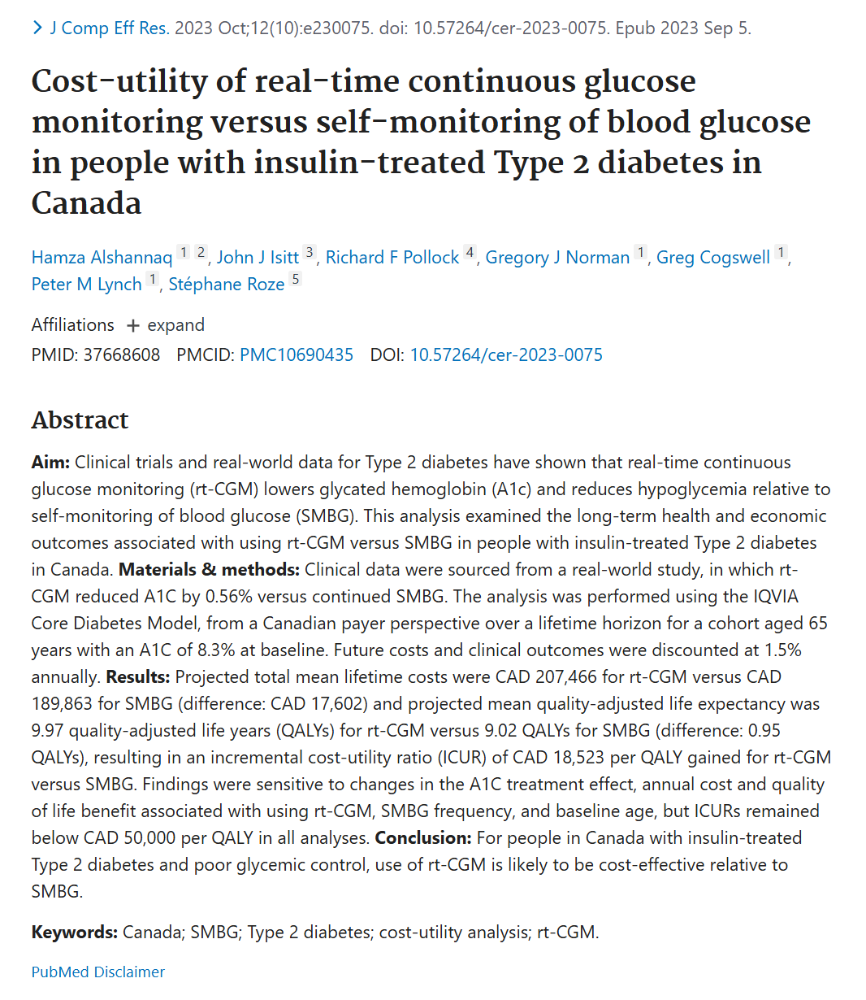 J Comp Eff Res. 2023 Oct;12(10):e230075. doi: 10.57264/cer-2023-0075. Epub 2023 Sep 5.
Cost-utility of real-time continuous glucose
monitoring versus self-monitoring of blood glucose
in people with insulin-treated Type 2 diabetes in
Canada
Hamza Alshannaq 1 2, John J Isitt 3, Richard F Pollock 4, Gregory J Norman 1, Greg Cogswell 1,
Peter M Lynch 1, Stéphane Roze 5
Affiliations + expand
PMID: 37668608 PMCID: PMC10690435 DOI: 10.57264/cer-2023-0075
Abstract
Aim: Clinical trials and real-world data for Type 2 diabetes have shown that real-time continuous
glucose monitoring (rt-CGM) lowers glycated hemoglobin (A1c) and reduces hypoglycemia relative to
self-monitoring of blood glucose (SMBG). This analysis examined the long-term health and economic
outcomes associated with using rt-CGM versus SMBG in people with insulin-treated Type 2 diabetes
in Canada. Materials & methods: Clinical data were sourced from a real-world study, in which rt-
CGM reduced A1C by 0.56% versus continued SMBG. The analysis was performed using the IQVIA
Core Diabetes Model, from a Canadian payer perspective over a lifetime horizon for a cohort aged 65
years with an A1C of 8.3% at baseline. Future costs and clinical outcomes were discounted at 1.5%
annually. Results: Projected total mean lifetime costs were CAD 207,466 for rt-CGM versus CAD
189,863 for SMBG (difference: CAD 17,602) and projected mean quality-adjusted life expectancy was
9.97 quality-adjusted life years (QALYs) for rt-CGM versus 9.02 QALYs for SMBG (difference: 0.95
QALYs), resulting in an incremental cost-utility ratio (ICUR) of CAD 18,523 per QALY gained for rt-CGM
versus SMBG. Findings were sensitive to changes in the A1C treatment effect, annual cost and quality
of life benefit associated with using rt-CGM, SMBG frequency, and baseline age, but ICURs remained
below CAD 50,000 per QALY in all analyses. Conclusion: For people in Canada with insulin-treated
Type 2 diabetes and poor glycemic control, use of rt-CGM is likely to be cost-effective relative to
SMBG.
Keywords: Canada; SMBG; Type 2 diabetes; cost-utility analysis; rt-CGM.
PubMed Disclaimer